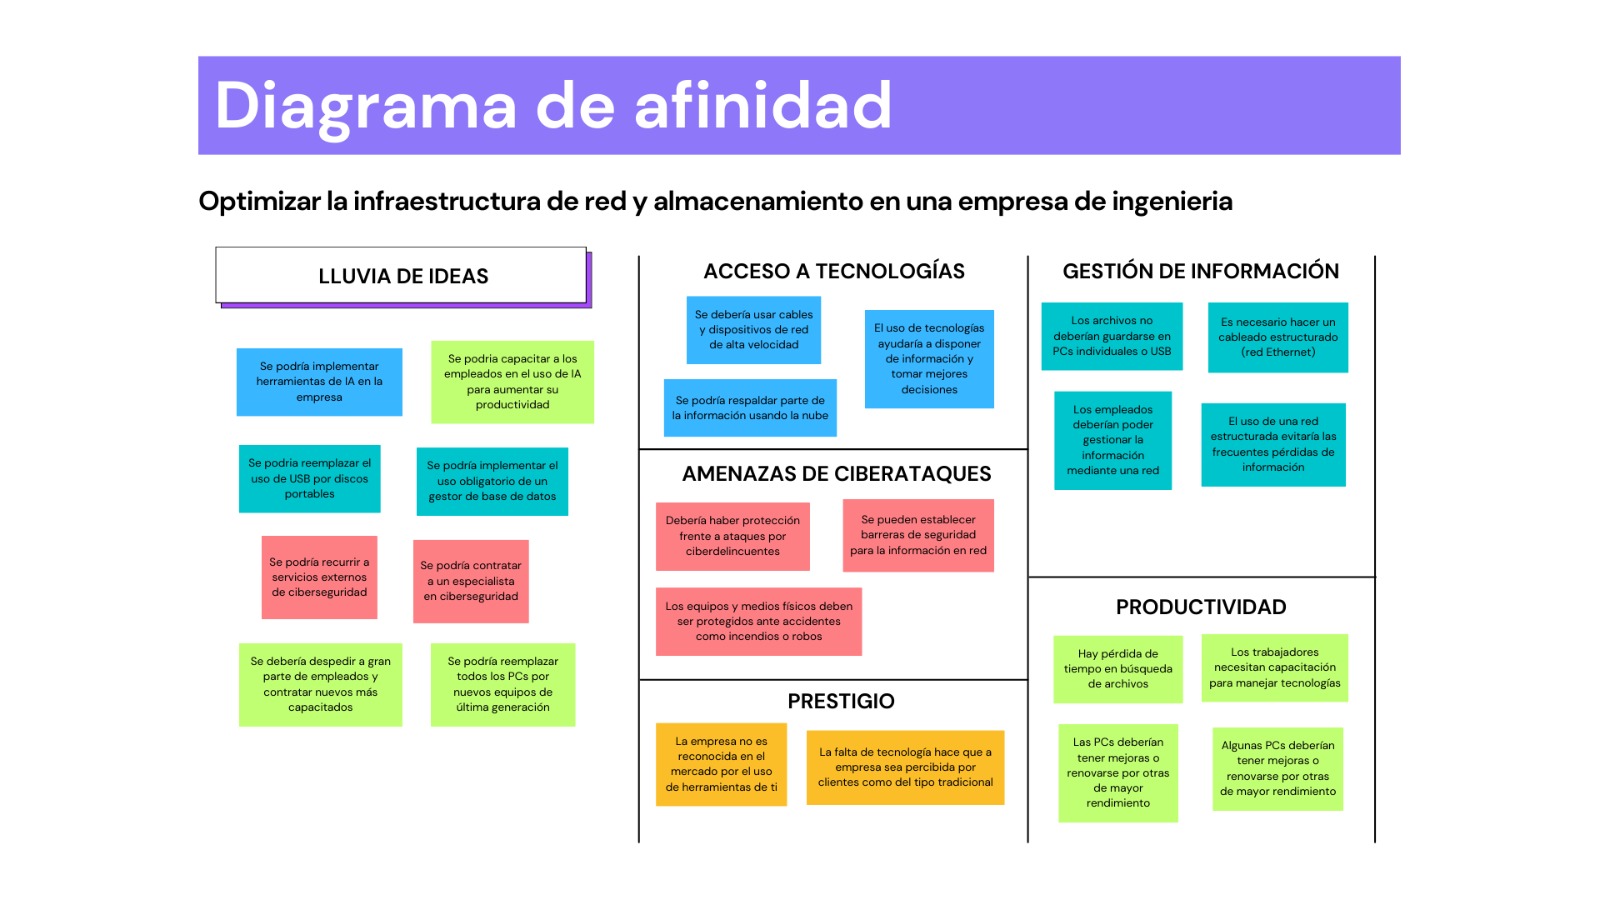 Diagrama de afinidad
Optimizar la infraestructura de red y almacenamiento en una empresa de ingenieria
LLUVIA DE IDEAS
Se podría implementar
herramientas de IA en la
empresa
Se podria capacitar a los
empleados en el uso de IA
para aumentar su
productividad
Se podria reemplazar el
uso de USB por discos
portables
Se podría implementar el
uso obligatorio de un
gestor de base de datos
Se podría recurrir a
servicios externos
de ciberseguridad
Se podría contratar
a un especialista
en ciberseguridad
Se debería despedir a gran
parte de empleados y
contratar nuevos más
capacitados
Se podría reemplazar
todos los PCs por
nuevos equipos de
última generación
ACCESO A TECNOLOGÍAS
Se debería usar cables
y dispositivos de red
de alta velocidad
El uso de tecnologías
ayudaría a disponer
de información y
tomar mejores
decisiones
Se podría respaldar parte de
la información usando la nube
AMENAZAS DE CIBERATAQUES
Debería haber protección
frente a ataques por
ciberdelincuentes
Se pueden establecer
barreras de seguridad
para la información en red
Los equipos y medios físicos deben
ser protegidos ante accidentes
como incendios o robos
PRESTIGIO
La empresa no es
reconocida en el
mercado por el uso
de herramientas de ti
La falta de tecnología hace que a
empresa sea percibida por
clientes como del tipo tradicional
GESTIÓN DE INFORMACIÓN
Los archivos no
deberían guardarse en
PCs individuales o USB
Es necesario hacer un
cableado estructurado
(red Ethernet)
Los empleados
deberían poder
gestionar la
información
mediante una red
El uso de una red
estructurada evitaría las
frecuentes pérdidas de
información
PRODUCTIVIDAD
Hay pérdida de
tiempo en búsqueda
de archivos
Los trabajadores
necesitan capacitación
para manejar tecnologías
Las PCs deberían
tener mejoras o
renovarse por otras
de mayor
rendimiento
Algunas PCs deberían
tener mejoras o
renovarse por otras
de mayor rendimiento